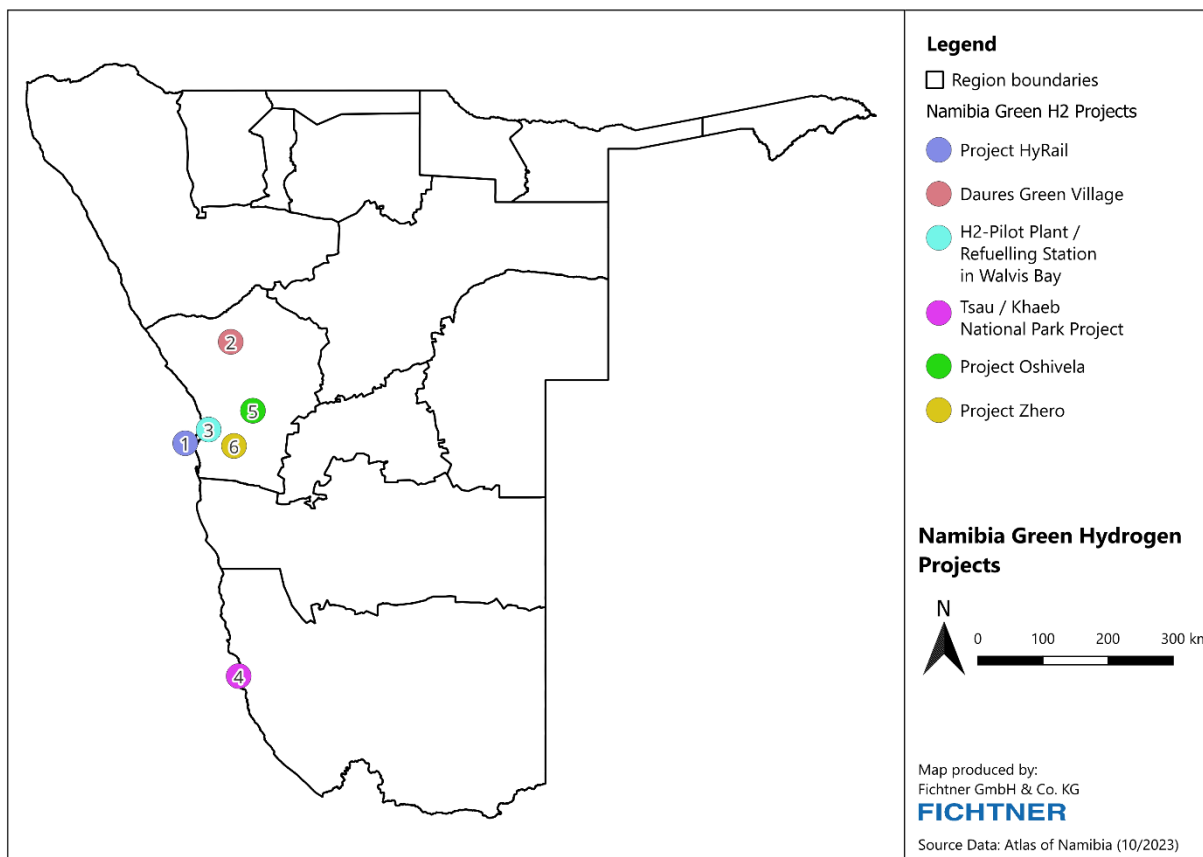 2
5
3
1
6
4
Legend
Region boundaries
Namibia Green H2 Projects
Project HyRail
Daures Green Village
H2-Pilot Plant /
Refuelling Station
in Walvis Bay
Tsau / Khaeb
National Park Project
Project Oshivela
Project Zhero
Namibia Green Hydrogen
Projects
N
0 100 200 300 km
Map produced by:
Fichtner GmbH & Co. KG
FICHTNER
Source Data: Atlas of Namibia (10/2023)